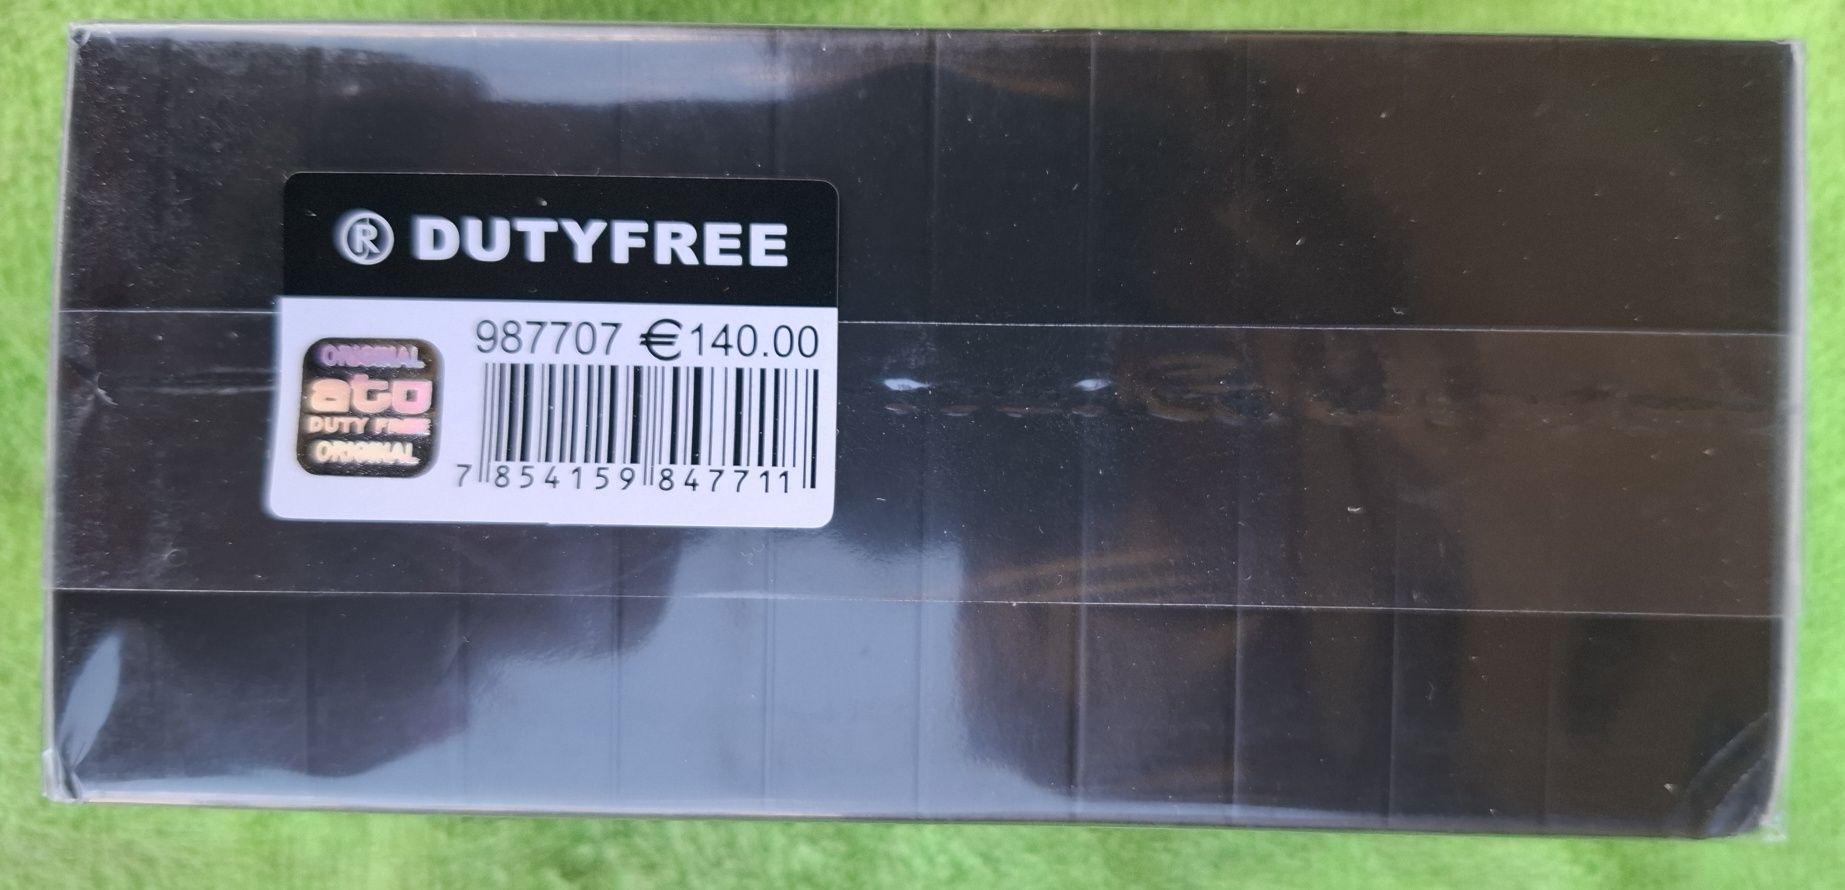 ® DUTYFREE
987707 €140.00
ORIGINAL
ato
DUTY FREE
ORIGINAL
7 854159 847711